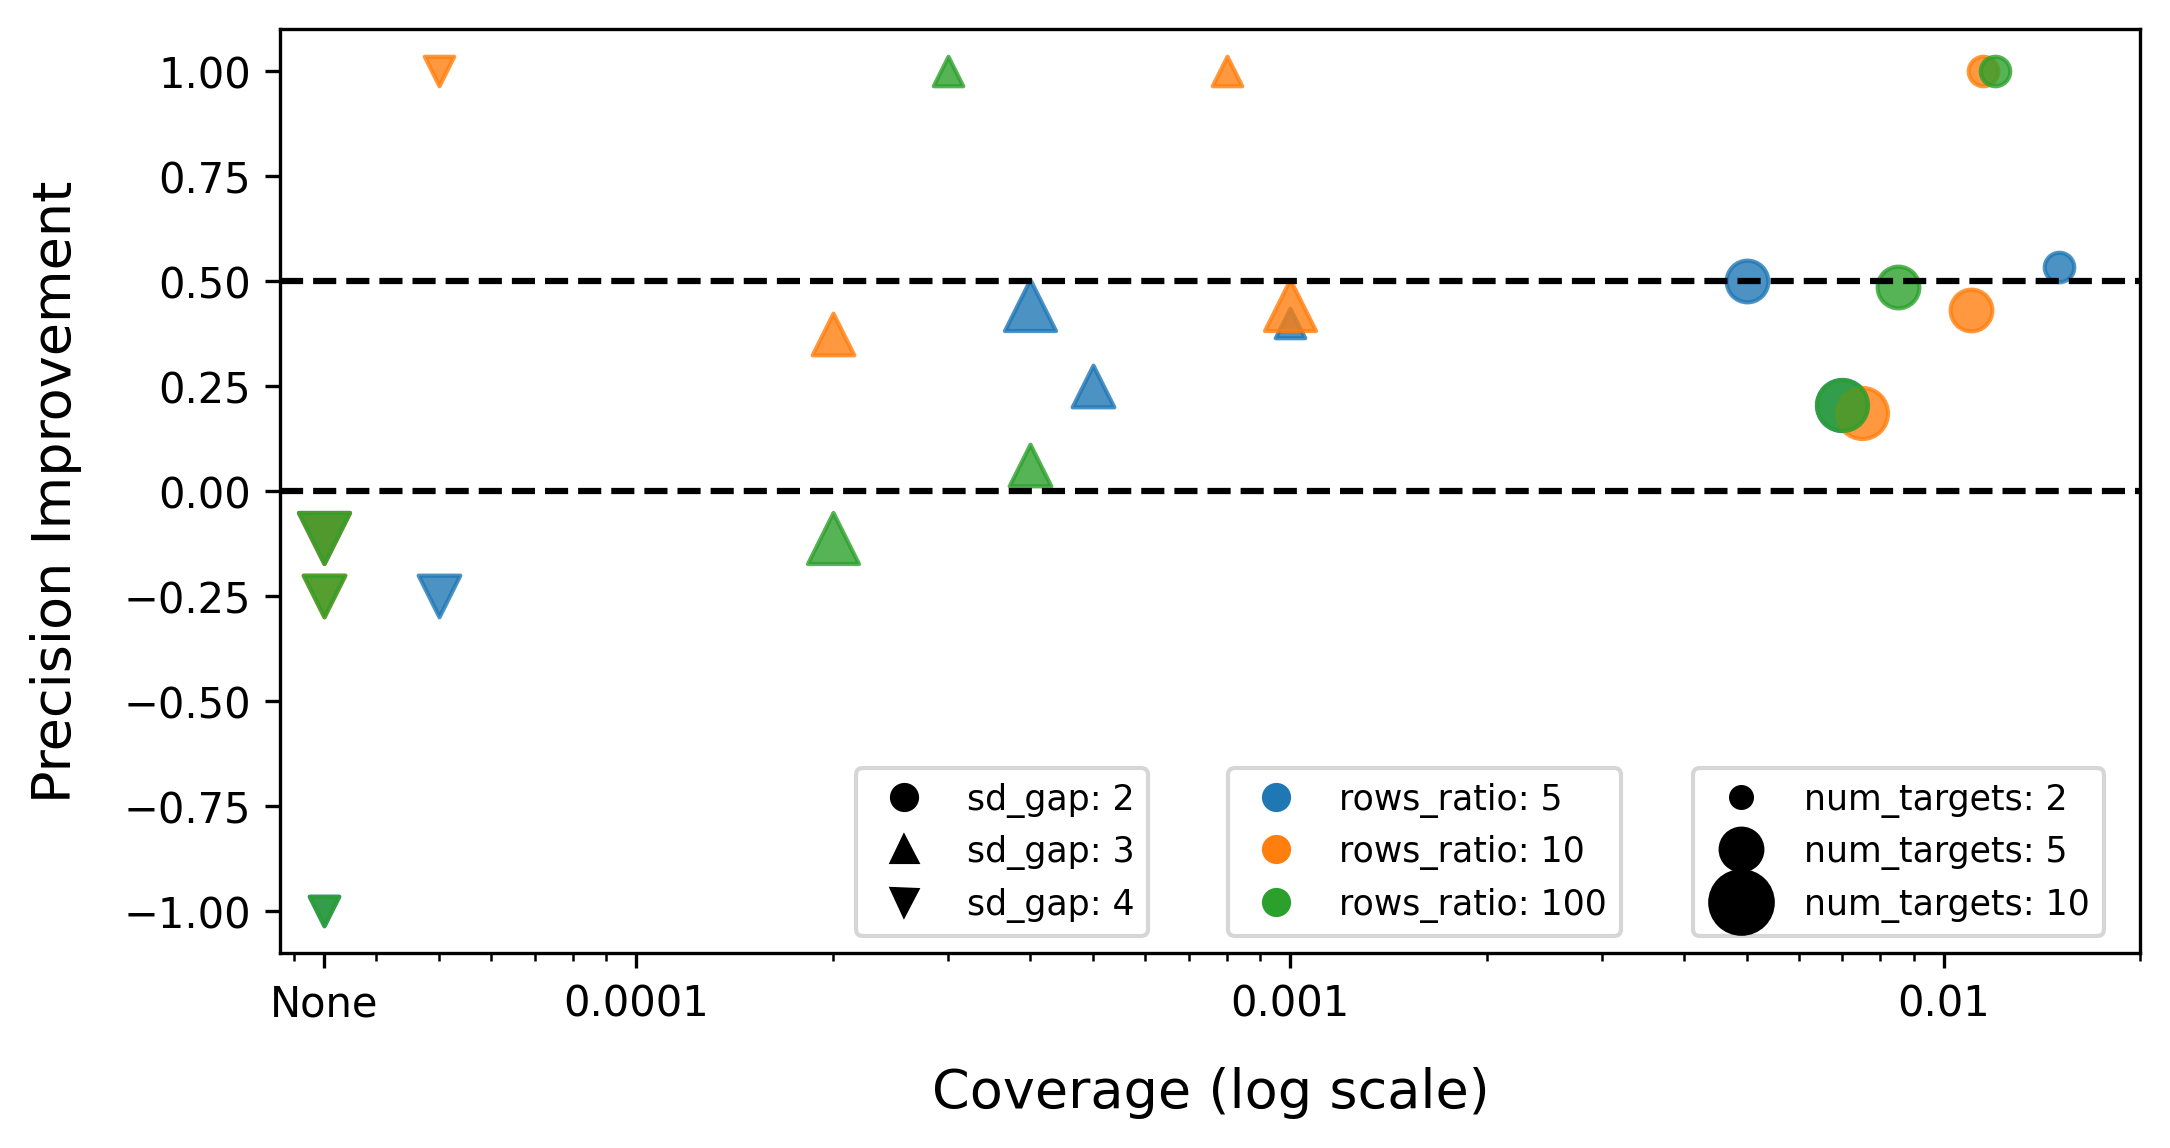 Precision Improvement
1.00
0.75
0.50
0.25
0.00
−0.25
−0.50
−0.75
−1.00
sd_gap: 2
sd_gap: 3
sd_gap: 4
rows_ratio: 5
rows_ratio: 10
rows_ratio: 100
num_targets: 2
num_targets: 5
num_targets: 10
None
0.0001
0.001
0.01
Coverage (log scale)